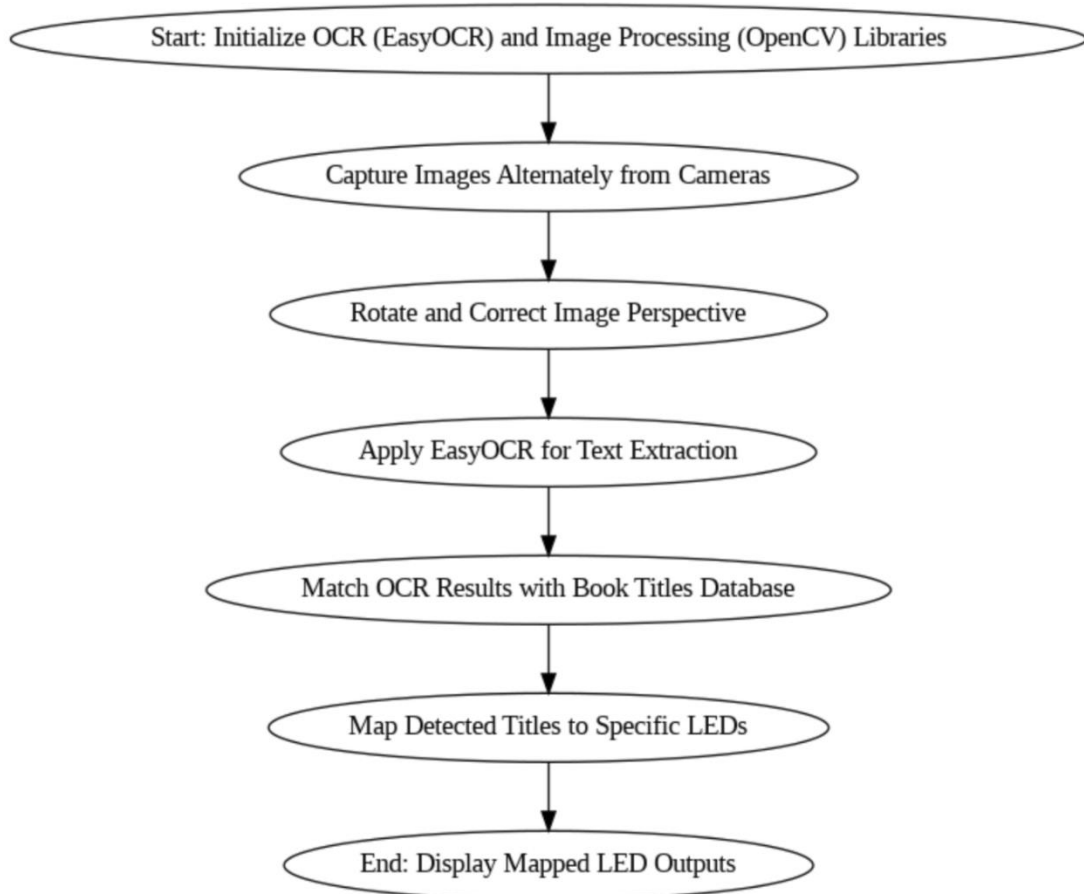 Start: Initialize OCR (EasyOCR) and Image Processing (OpenCV) Libraries
Capture Images Alternately from Cameras
Rotate and Correct Image Perspective
Apply EasyOCR for Text Extraction
Match OCR Results with Book Titles Database
Map Detected Titles to Specific LEDs
End: Display Mapped LED Outputs